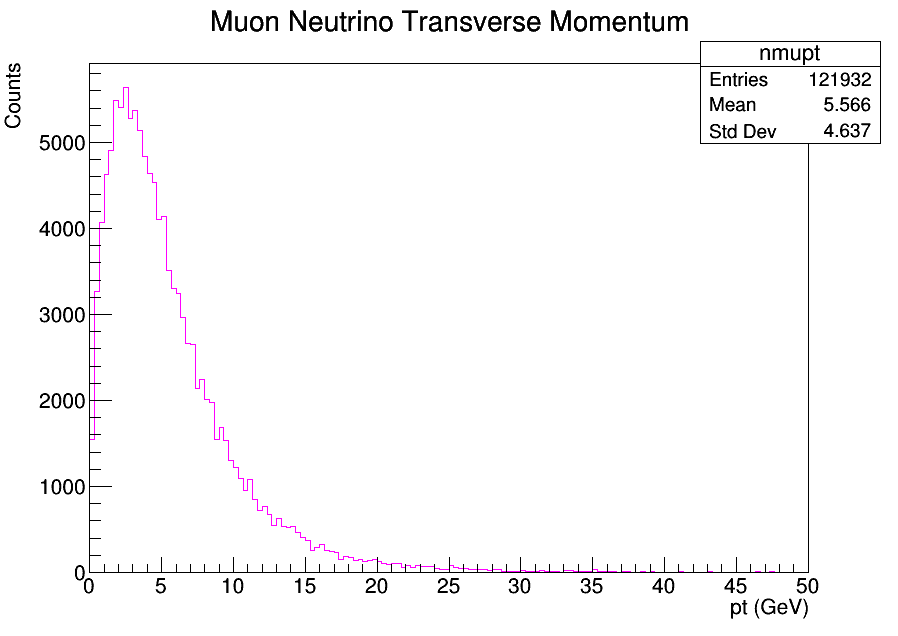 Muon Neutrino Transverse Momentum
nmupt
Entries 121932
Mean 5.566
Std Dev 4.637
Counts
5000
4000
3000
2000
1000
0
0 5 10 15 20 25 30 35 40 45 50
pt (GeV)